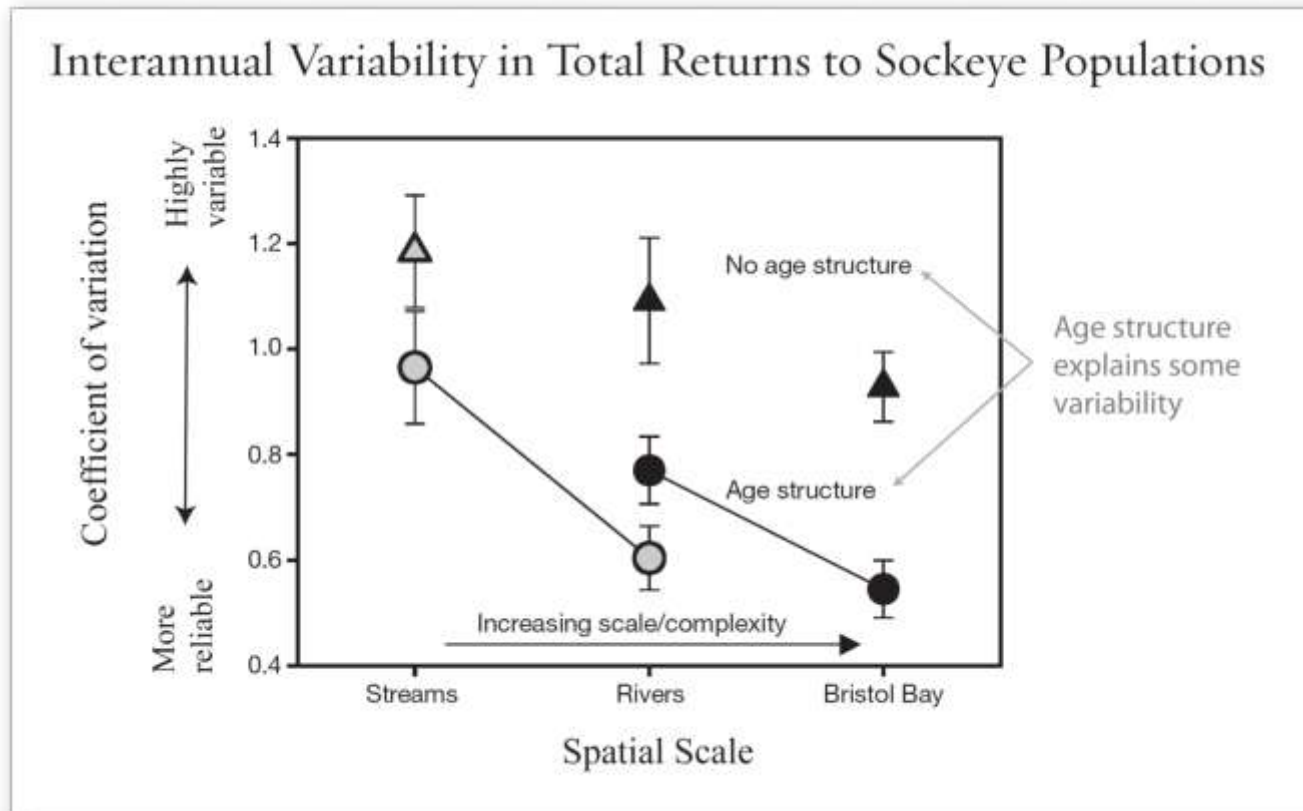 Interannual Variability in Total Returns to Sockeye Populations
Coefficient of variation
Highly
variable
More
reliable
1.4
1.2
1.0
0.8
0.6
0.4
No age structure
Age structure
Age structure
explains some
variability
Increasing scale/complexity
Streams
Rivers
Bristol Bay
Spatial Scale